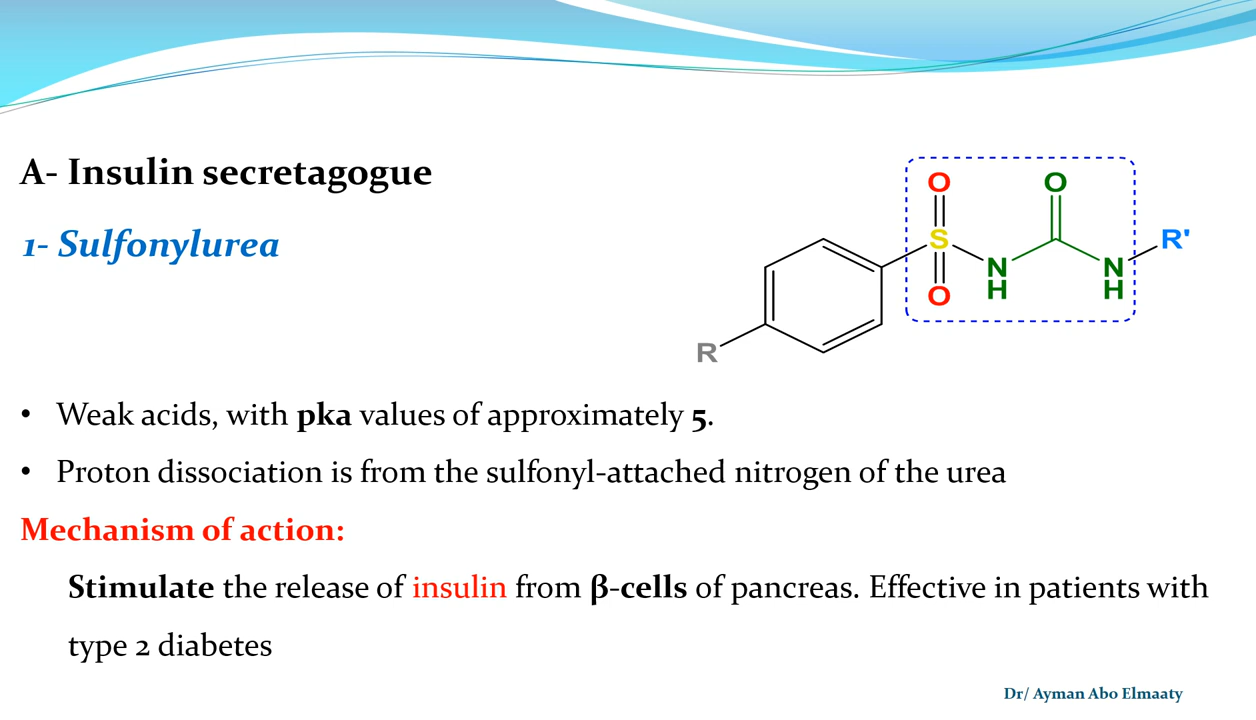 A- Insulin secretagogue
1- Sulfonylurea
O O
S R'
N N
H H
O
R
• Weak acids, with pka values of approximately 5.
• Proton dissociation is from the sulfonyl-attached nitrogen of the urea
Mechanism of action:
Stimulate the release of insulin from β-cells of pancreas. Effective in patients with
type 2 diabetes
Dr/ Ayman Abo Elmaaty